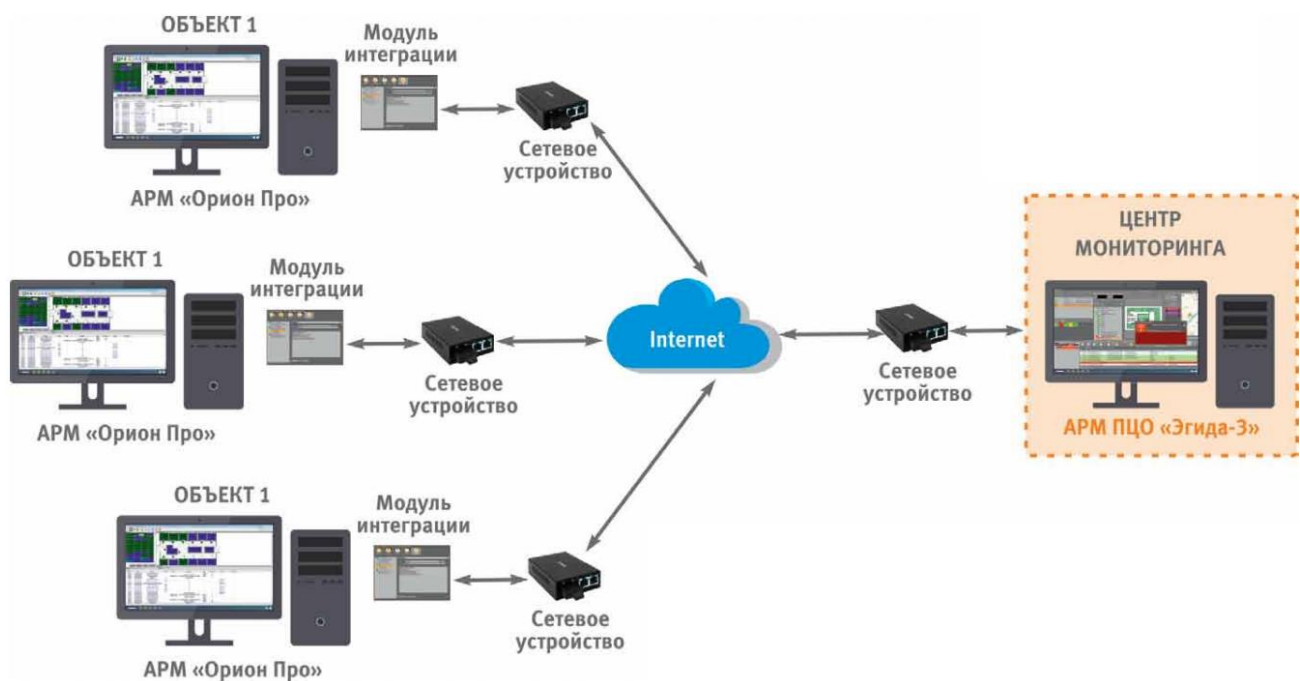 ОБЪЕКТ 1
Модуль
интеграции
Сетевое
устройство
АРМ «Орион Про»
ОБЪЕКТ 1
Модуль
интеграции
Сетевое
устройство
АРМ «Орион Про»
ОБЪЕКТ 1
Модуль
интеграции
Сетевое
устройство
АРМ «Орион Про»
Internet
Сетевое
устройство
ЦЕНТР
МОНИТОРИНГА
АРМ ПЦО «Эгида-3»